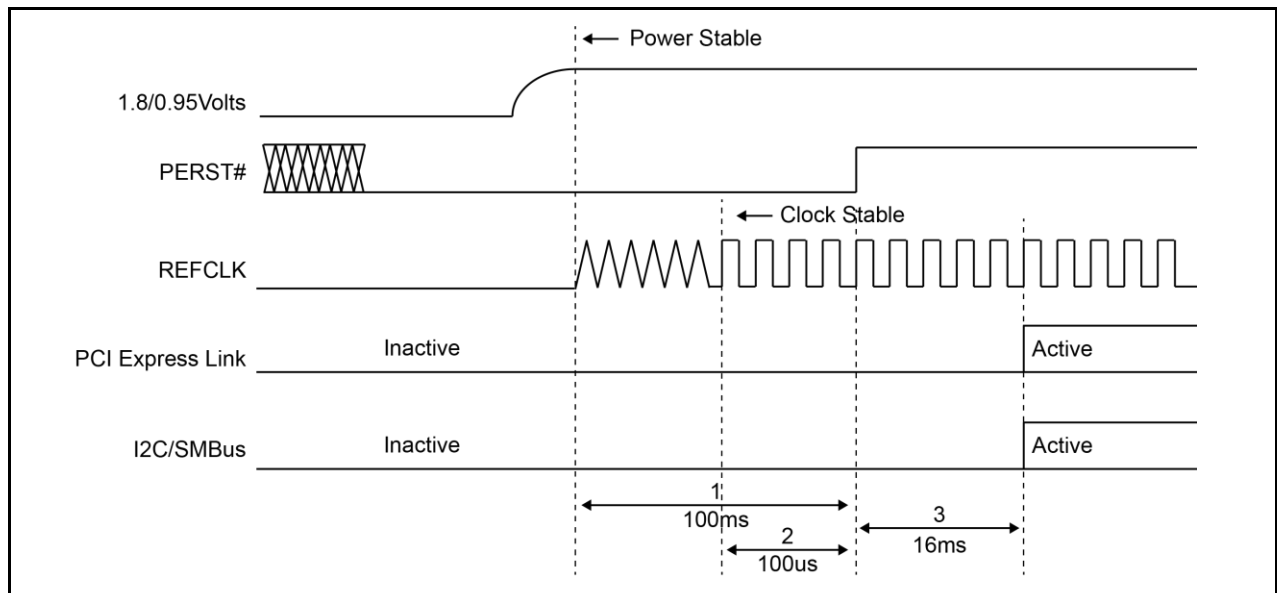 Power Stable
1.8/0.95Volts
PERST#
Clock Stable
REFCLK
PCI Express Link
Inactive
Active
I2C/SMBus
Inactive
Active
1
100ms
2
100us
3
16ms